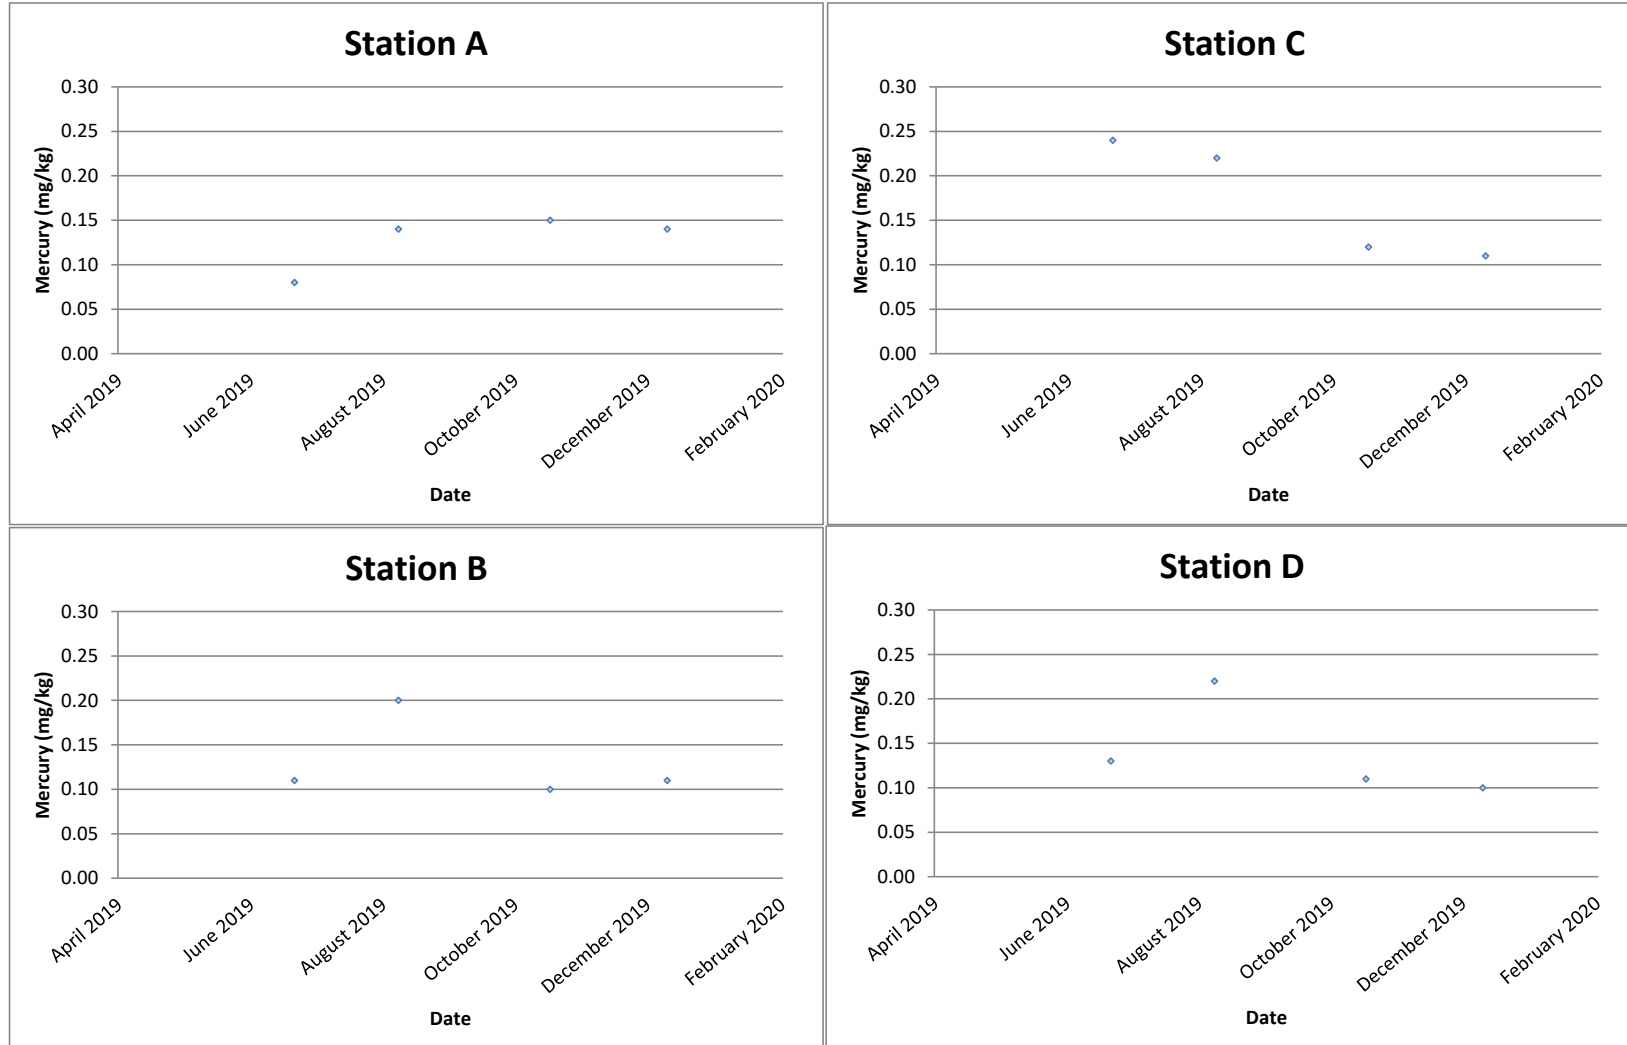 Station A
Mercury (mg/kg)
0.30
0.25
0.20
0.15
0.10
0.05
0.00
April 2019
June 2019
August 2019
October 2019
December 2019
February 2020
Date
Station C
Mercury (mg/kg)
0.30
0.25
0.20
0.15
0.10
0.05
0.00
April 2019
June 2019
August 2019
October 2019
December 2019
February 2020
Date
Station B
Mercury (mg/kg)
0.30
0.25
0.20
0.15
0.10
0.05
0.00
April 2019
June 2019
August 2019
October 2019
December 2019
February 2020
Date
Station D
Mercury (mg/kg)
0.30
0.25
0.20
0.15
0.10
0.05
0.00
April 2019
June 2019
August 2019
October 2019
December 2019
February 2020
Date